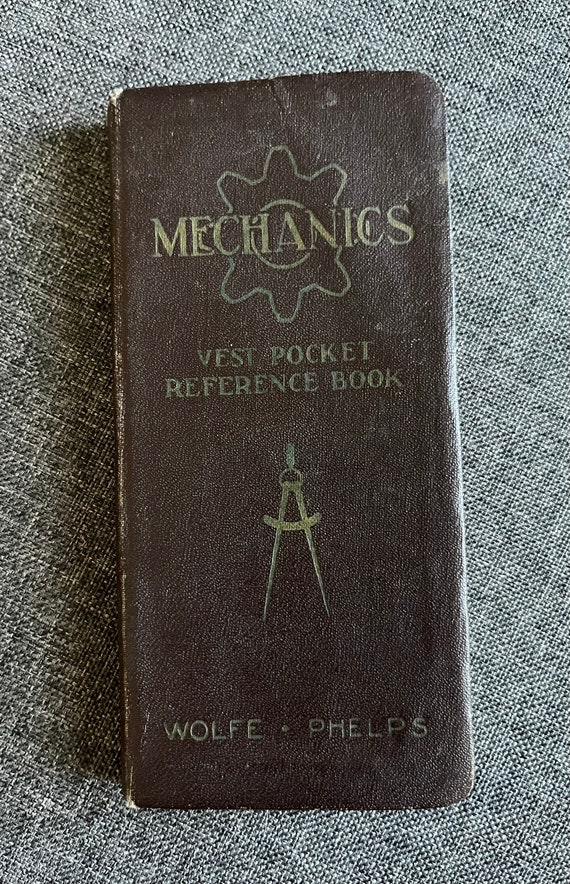 MECHANICS
VEST POCKET
REFERENCE BOOK
WOLFE · PHELPS